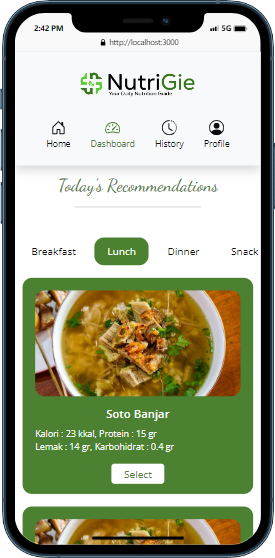 2:42 PM 5G
http://localhost:3000
NutriGie
Your Daily Nutrition Guide
Home Dashboard History Profile
Today's Recommendations
Breakfast Lunch Dinner Snack
Soto Banjar
Kalori : 23 kkal, Protein : 15 gr
Lemak : 14 gr, Karbohidrat : 0.4 gr
Select